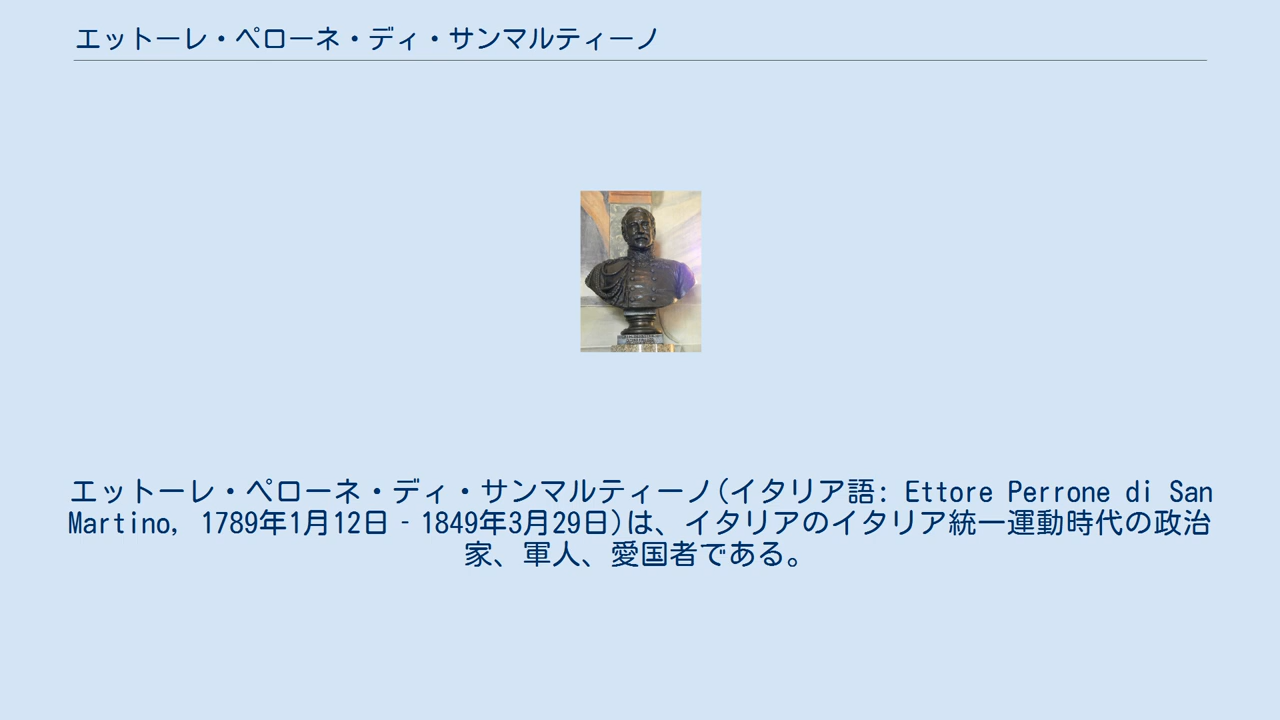 エットーレ・ペローネ・ディ・サンマルティーノ
エットーレ・ペローネ・ディ・サンマルティーノ(イタリア語: Ettore Perrone di San
Martino, 1789年1月12日 - 1849年3月29日)は、イタリアのイタリア統一運動時代の政治
家、軍人、愛国者である。